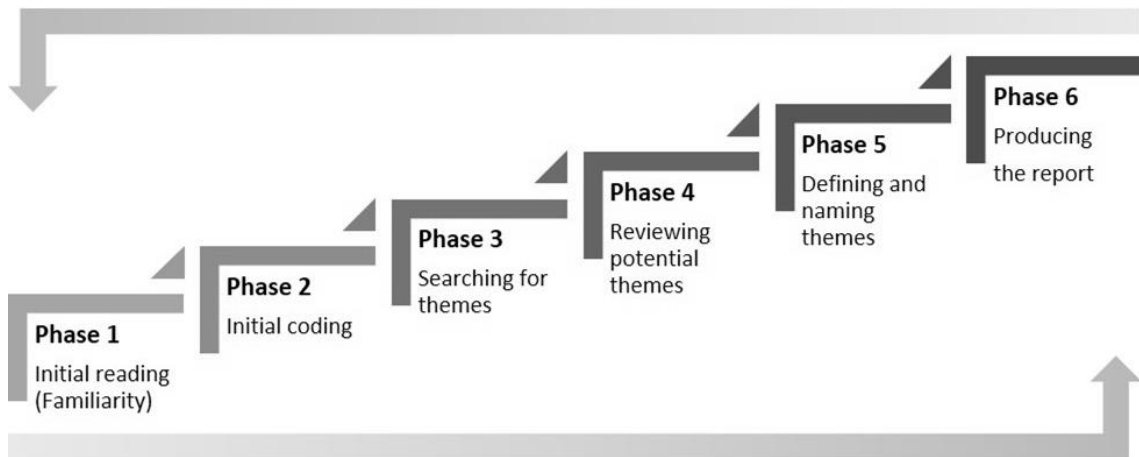 Phase 1
Initial reading
(Familiarity)
Phase 2
Initial coding
Phase 3
Searching for
themes
Phase 4
Reviewing
potential
themes
Phase 5
Defining and
naming
themes
Phase 6
Producing
the report